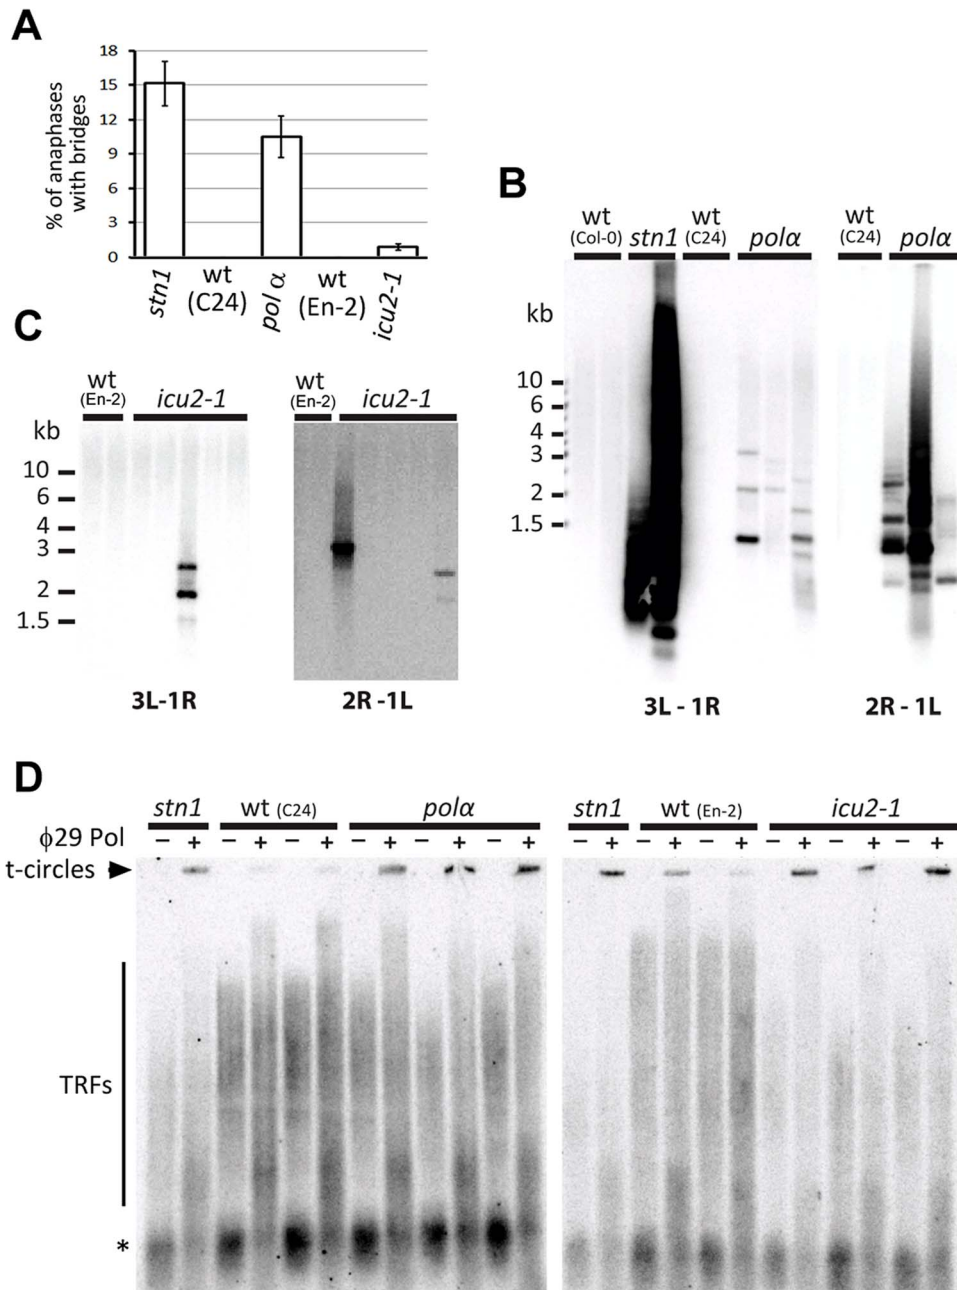 A
% of anaphases
with bridges
18
15
12
9
6
3
0
stn1
wt
(C24)
pol α
wt
(En-2)
icu2-1
B
wt
(Col-0)
stn1
wt
(C24)
polα
wt
(C24)
polα
kb
10
6
4
3
2
1.5
3L - 1R
2R - 1L
C
wt
(En-2)
icu2-1
wt
(En-2)
icu2-1
kb
10
6
4
3
2
1.5
3L-1R
2R -1L
D
stn1 wt (C24) polα stn1 wt (En-2) icu2-1
ϕ29 Pol − + − + − + − + − + − + − + − + − + − + − + − +
t-circles
TRFs
*